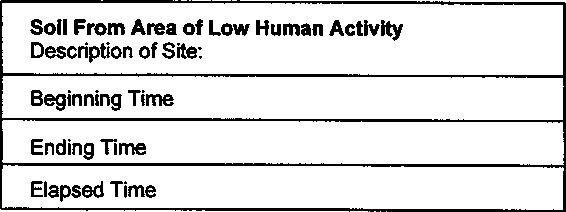 Soil From Area of Low Human Activity
Description of Site:
Beginning Time
Ending Time
Elapsed Time